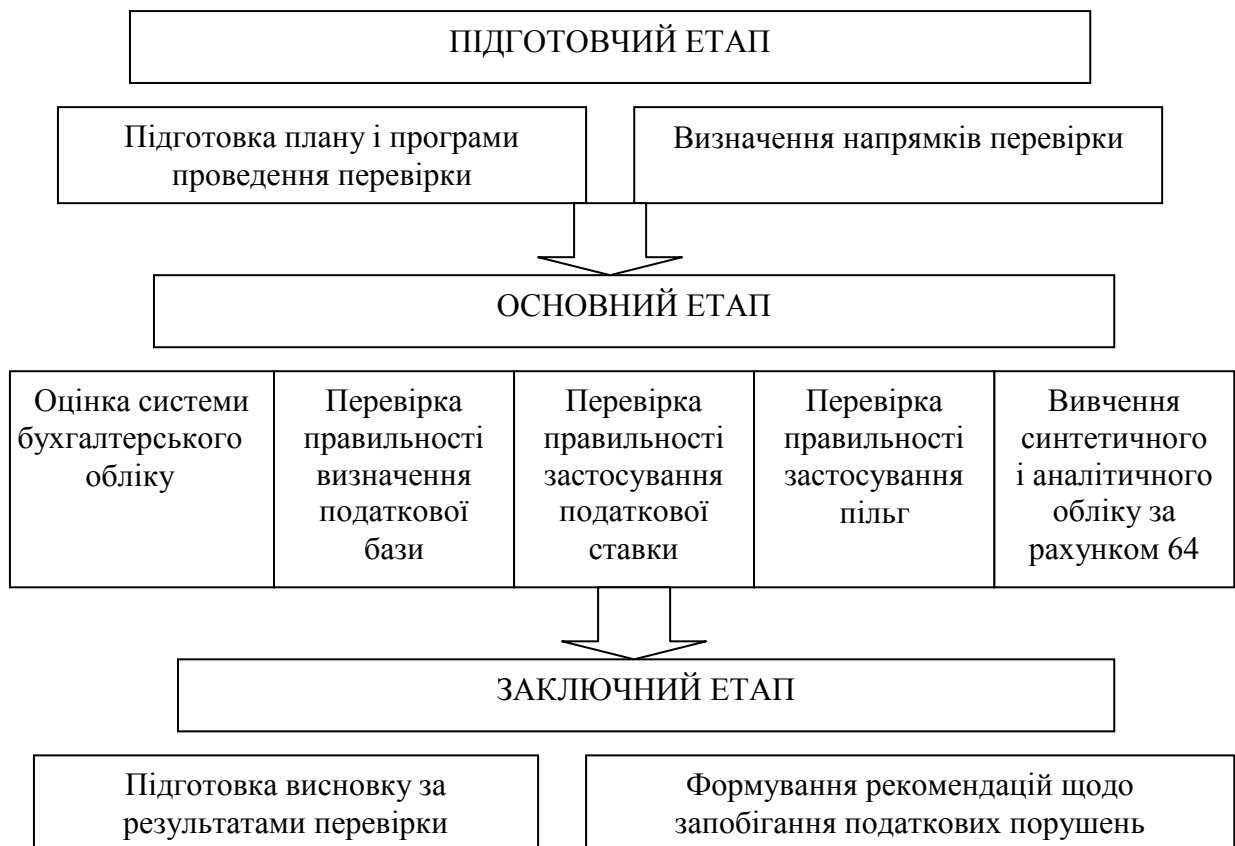 ПІДГОТОВЧИЙ ЕТАП
Підготовка плану і програми
проведення перевірки
Визначення напрямків перевірки
ОСНОВНИЙ ЕТАП
Оцінка системи
бухгалтерського
обліку
Перевірка
правильності
визначення
податкової
бази
Перевірка
правильності
застосування
податкової
ставки
Перевірка
правильності
застосування
пільг
Вивчення
синтетичного
і аналітичного
обліку за
рахунком 64
ЗАКЛЮЧНИЙ ЕТАП
Підготовка висновку за
результатами перевірки
Формування рекомендацій щодо
запобігання податкових порушень